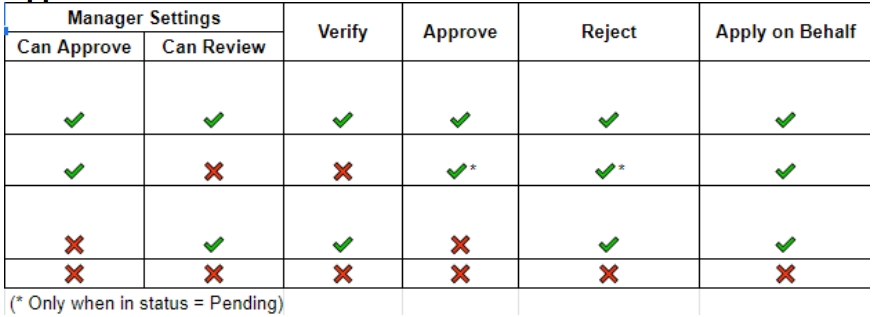 Manager Settings Verify Approve Reject Apply on Behalf
Can Approve Can Review
✔ ✔ ✔ ✔ ✔ ✔
✔ ✖ ✖ ✔* ✔* ✔
✖ ✔ ✔ ✖ ✔ ✔
✖ ✖ ✖ ✖ ✖ ✖
(* Only when in status = Pending)